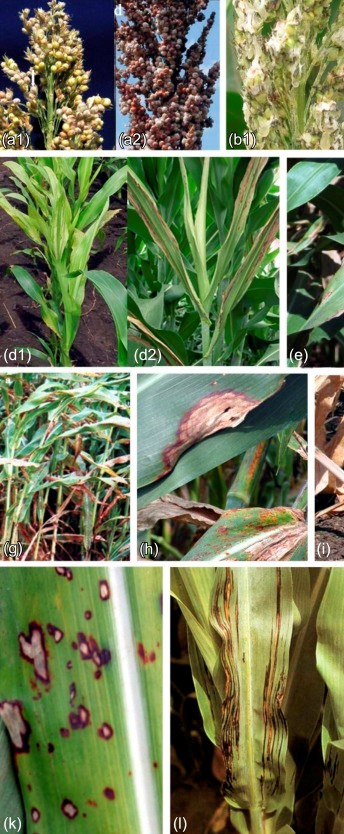 (a1)
(a2)
(b1)
(d1)
(d2)
(e)
(g)
(h)
(i)
(k)
(l)